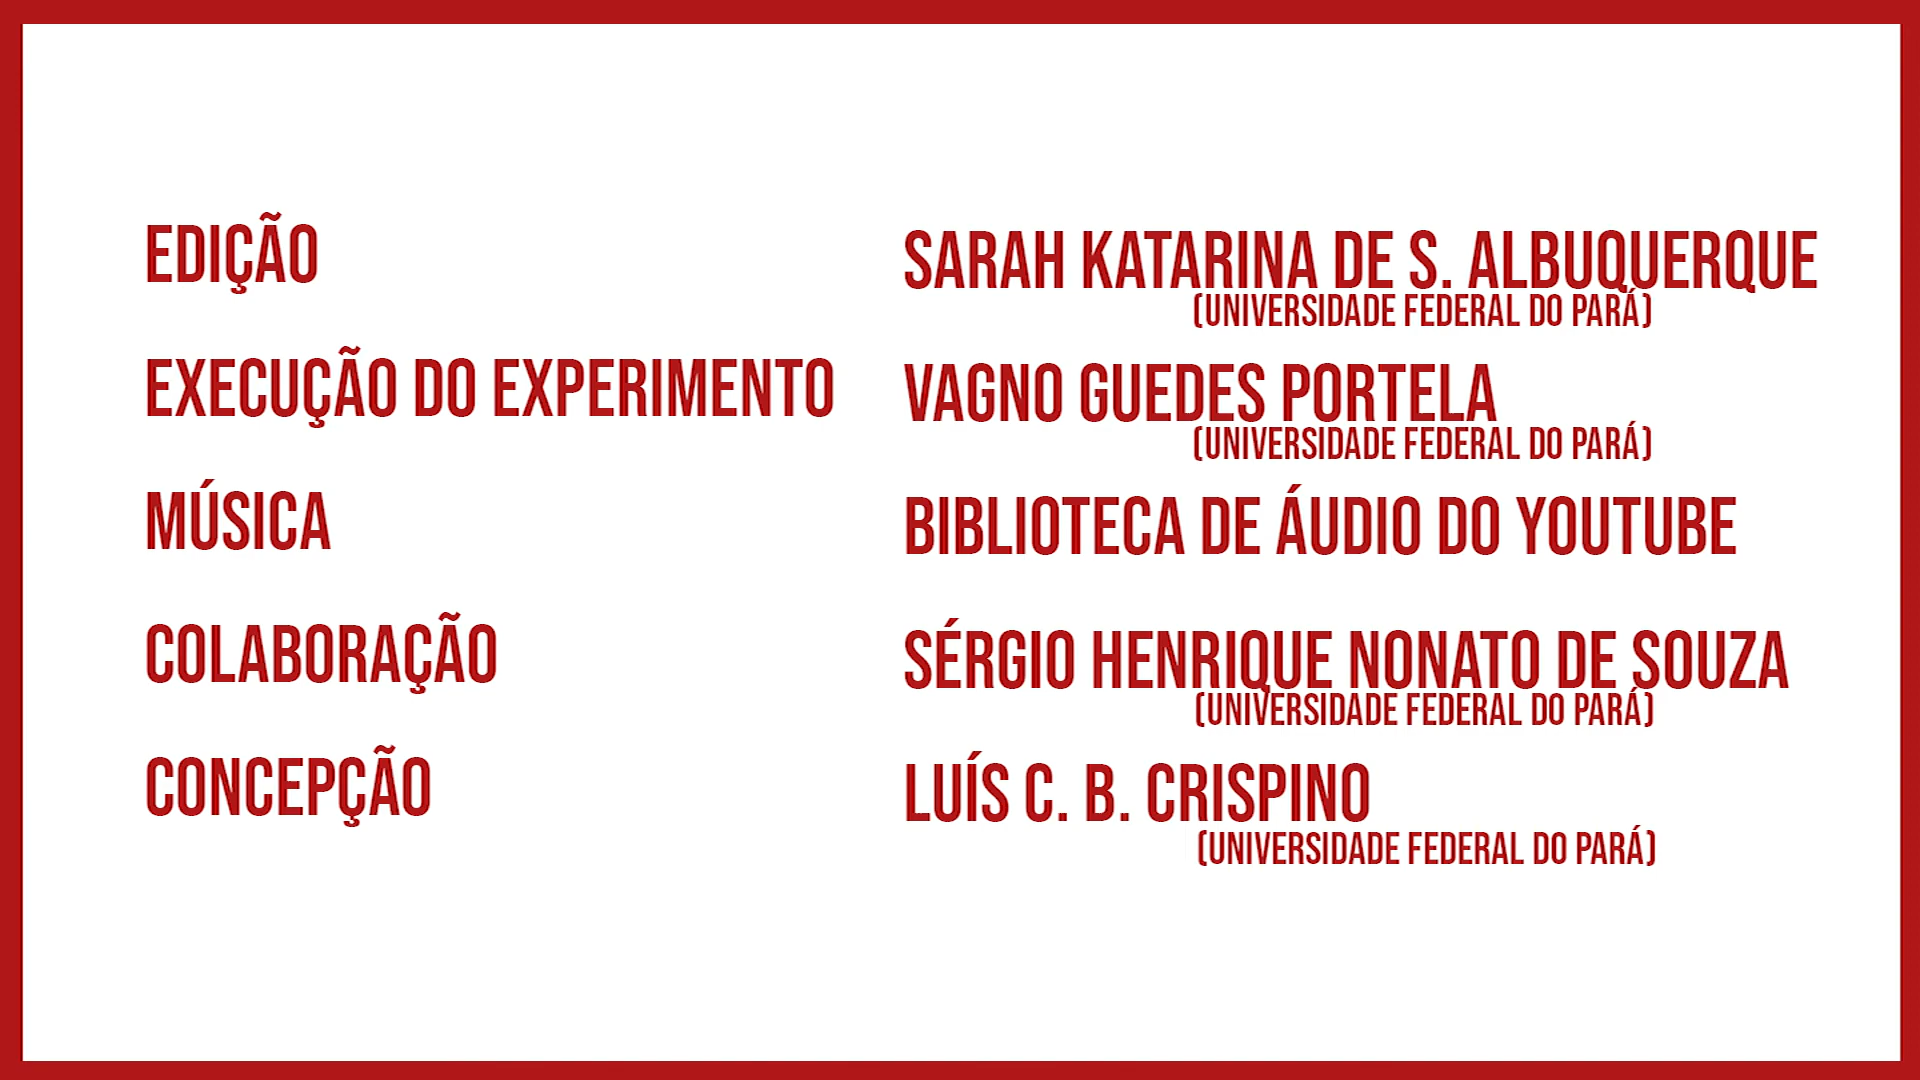 EDIÇÃO SARAH KATARINA DE S. ALBUQUERQUE
(UNIVERSIDADE FEDERAL DO PARÁ)
EXECUÇÃO DO EXPERIMENTO VAGNO GUEDES PORTELA
(UNIVERSIDADE FEDERAL DO PARÁ)
MÚSICA BIBLIOTECA DE ÁUDIO DO YOUTUBE
COLABORAÇÃO SÉRGIO HENRIQUE NONATO DE SOUZA
(UNIVERSIDADE FEDERAL DO PARÁ)
CONCEPÇÃO LUÍS C. B. CRISPINO
(UNIVERSIDADE FEDERAL DO PARÁ)